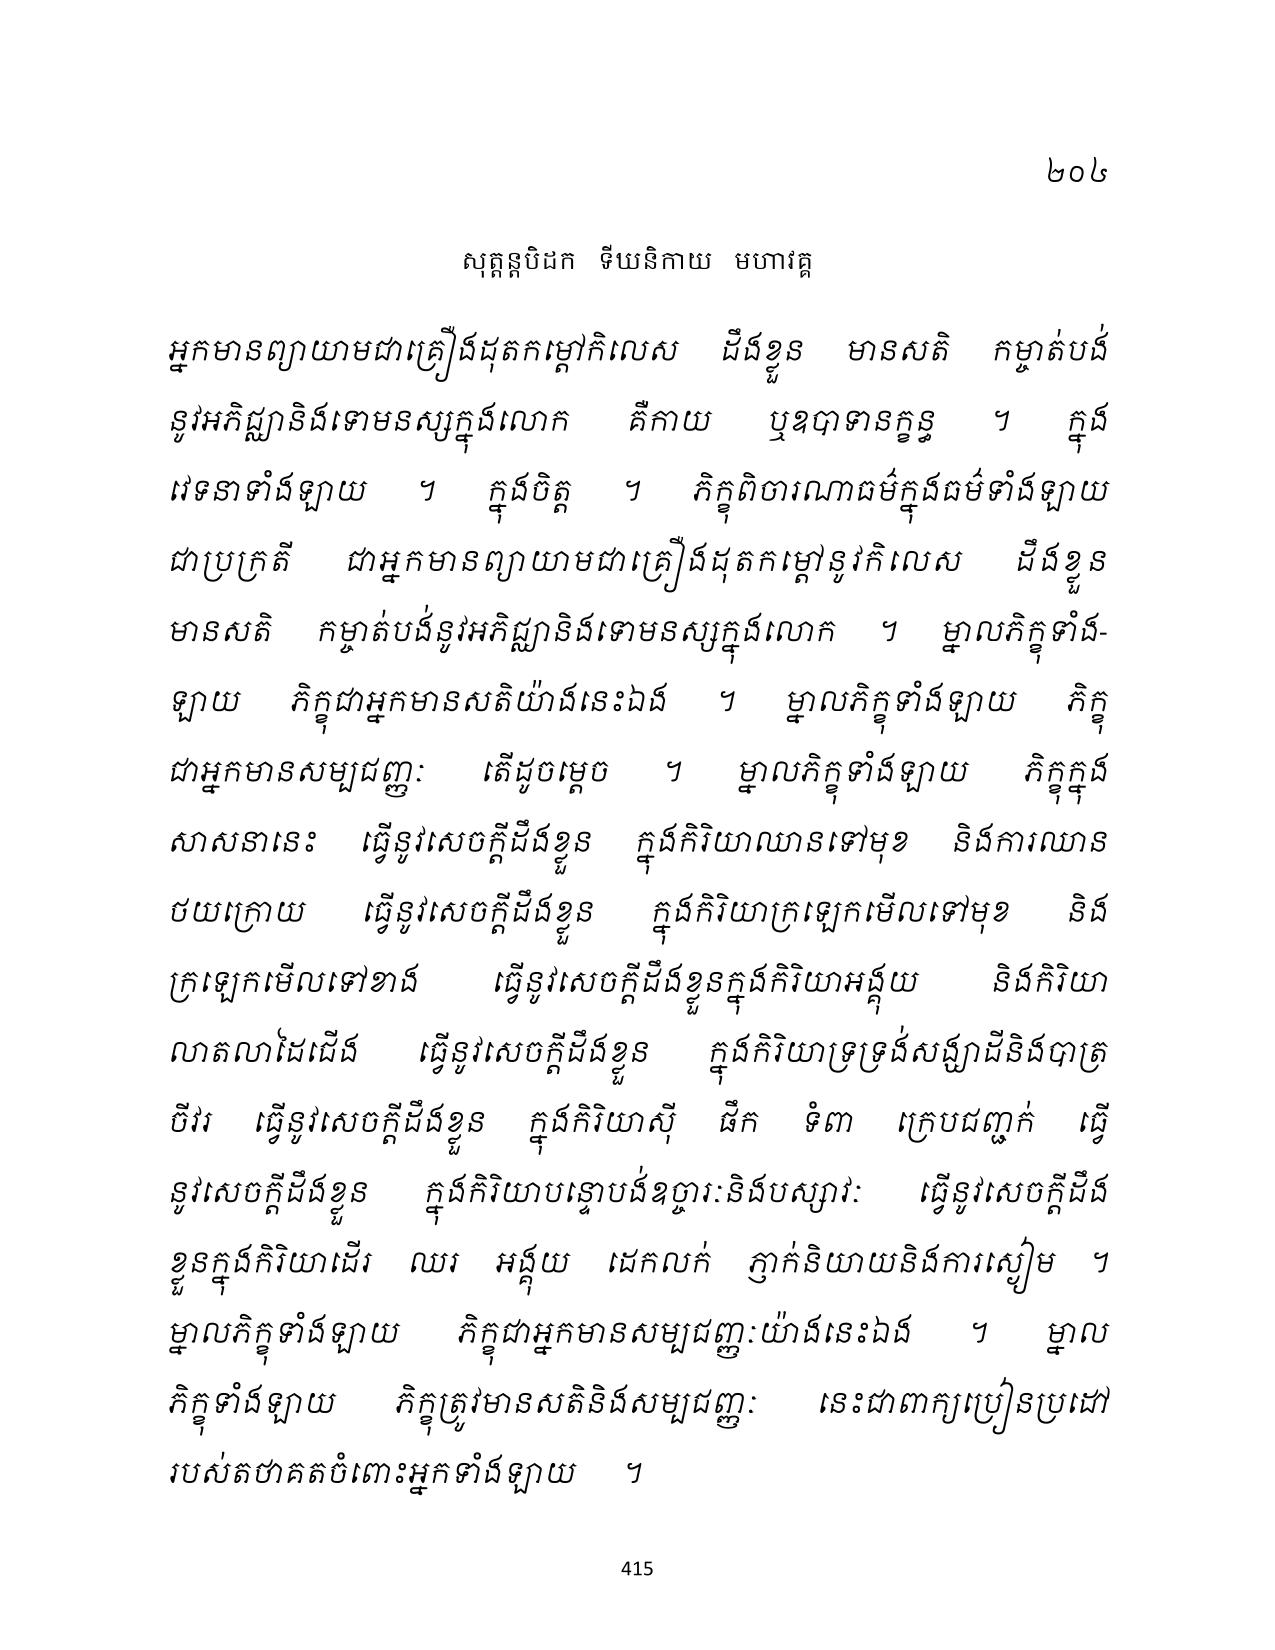 ២០៤
សុត្តន្តបិដក ទីឃនិកាយ មហាវគ្គ
អ្នកមានព្យាយាមជាគ្រឿងដុតកម្តៅកិលេស ដឹងខ្លួន មានសតិ កម្ចាត់បង់
នូវអភិជ្ឈានិងទោមនស្សក្នុងលោក គឺកាយ ឬឧបាទានក្ខន្ធ ។ ក្នុង
វេទនាទាំងឡាយ ។ ក្នុងចិត្ត ។ ភិក្ខុពិចារណាធម៌ក្នុងធម៌ទាំងឡាយ
ជាប្រក្រតី ជាអ្នកមានព្យាយាមជាគ្រឿងដុតកម្តៅនូវកិលេស ដឹងខ្លួន
មានសតិ កម្ចាត់បង់នូវអភិជ្ឈានិងទោមនស្សក្នុងលោក ។ ម្នាលភិក្ខុទាំង-
ឡាយ ភិក្ខុជាអ្នកមានសតិយ៉ាងនេះឯង ។ ម្នាលភិក្ខុទាំងឡាយ ភិក្ខុ
ជាអ្នកមានសម្បជញ្ញៈ តើដូចម្តេច ។ ម្នាលភិក្ខុទាំងឡាយ ភិក្ខុក្នុង
សាសនានេះ ធ្វើនូវសេចក្តីដឹងខ្លួន ក្នុងកិរិយាឈានទៅមុខ និងការឈាន
ថយក្រោយ ធ្វើនូវសេចក្តីដឹងខ្លួន ក្នុងកិរិយាក្រឡេកមើលទៅមុខ និង
ក្រឡេកមើលទៅខាង ធ្វើនូវសេចក្តីដឹងខ្លួនក្នុងកិរិយាអង្គុយ និងកិរិយា
លាតលាដៃជើង ធ្វើនូវសេចក្តីដឹងខ្លួន ក្នុងកិរិយាទ្រទ្រង់សង្ឃាដីនិងបាត្រ
ចីវរ ធ្វើនូវសេចក្តីដឹងខ្លួន ក្នុងកិរិយាស៊ី ផឹក ទំពា ក្រេបជញ្ជក់ ធ្វើ
នូវសេចក្តីដឹងខ្លួន ក្នុងកិរិយាបន្ទោបង់ឧច្ចារៈនិងបស្សាវៈ ធ្វើនូវសេចក្តីដឹង
ខ្លួនក្នុងកិរិយាដើរ ឈរ អង្គុយ ដេកលក់ ភ្ញាក់និយាយនិងការស្ងៀម ។
ម្នាលភិក្ខុទាំងឡាយ ភិក្ខុជាអ្នកមានសម្បជញ្ញៈយ៉ាងនេះឯង ។ ម្នាល
ភិក្ខុទាំងឡាយ ភិក្ខុត្រូវមានសតិនិងសម្បជញ្ញៈ នេះជាពាក្យប្រៀនប្រដៅ
របស់តថាគតចំពោះអ្នកទាំងឡាយ ។
415